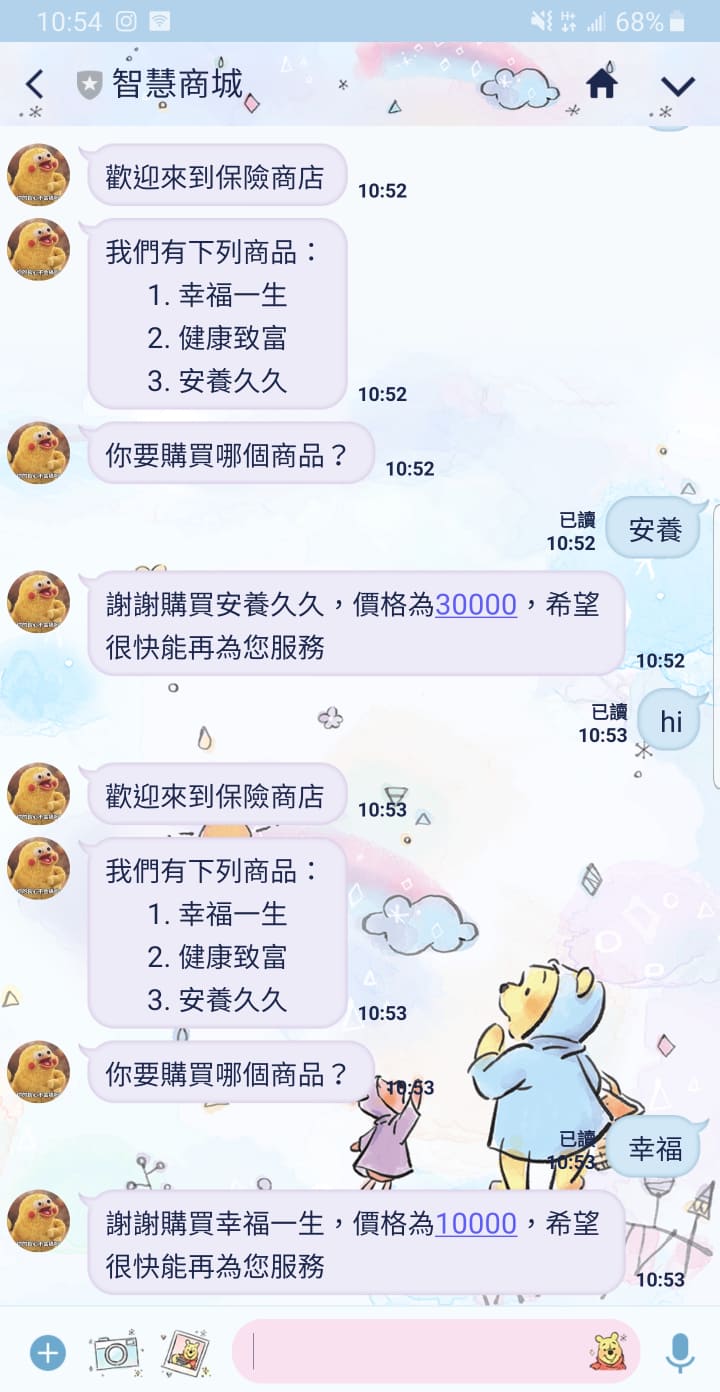 10:54 68%
智慧商城
歡迎來到保險商店
10:52
我們有下列商品：
1. 幸福一生
2. 健康致富
3. 安養久久
10:52
你要購買哪個商品？
10:52
已讀
10:52
安養
謝謝購買安養久久，價格為30000，希望
很快能再為您服務
10:52
已讀
10:53
hi
歡迎來到保險商店
10:53
我們有下列商品：
1. 幸福一生
2. 健康致富
3. 安養久久
10:53
你要購買哪個商品？
10:53
已讀
10:53
幸福
謝謝購買幸福一生，價格為10000，希望
很快能再為您服務
10:53